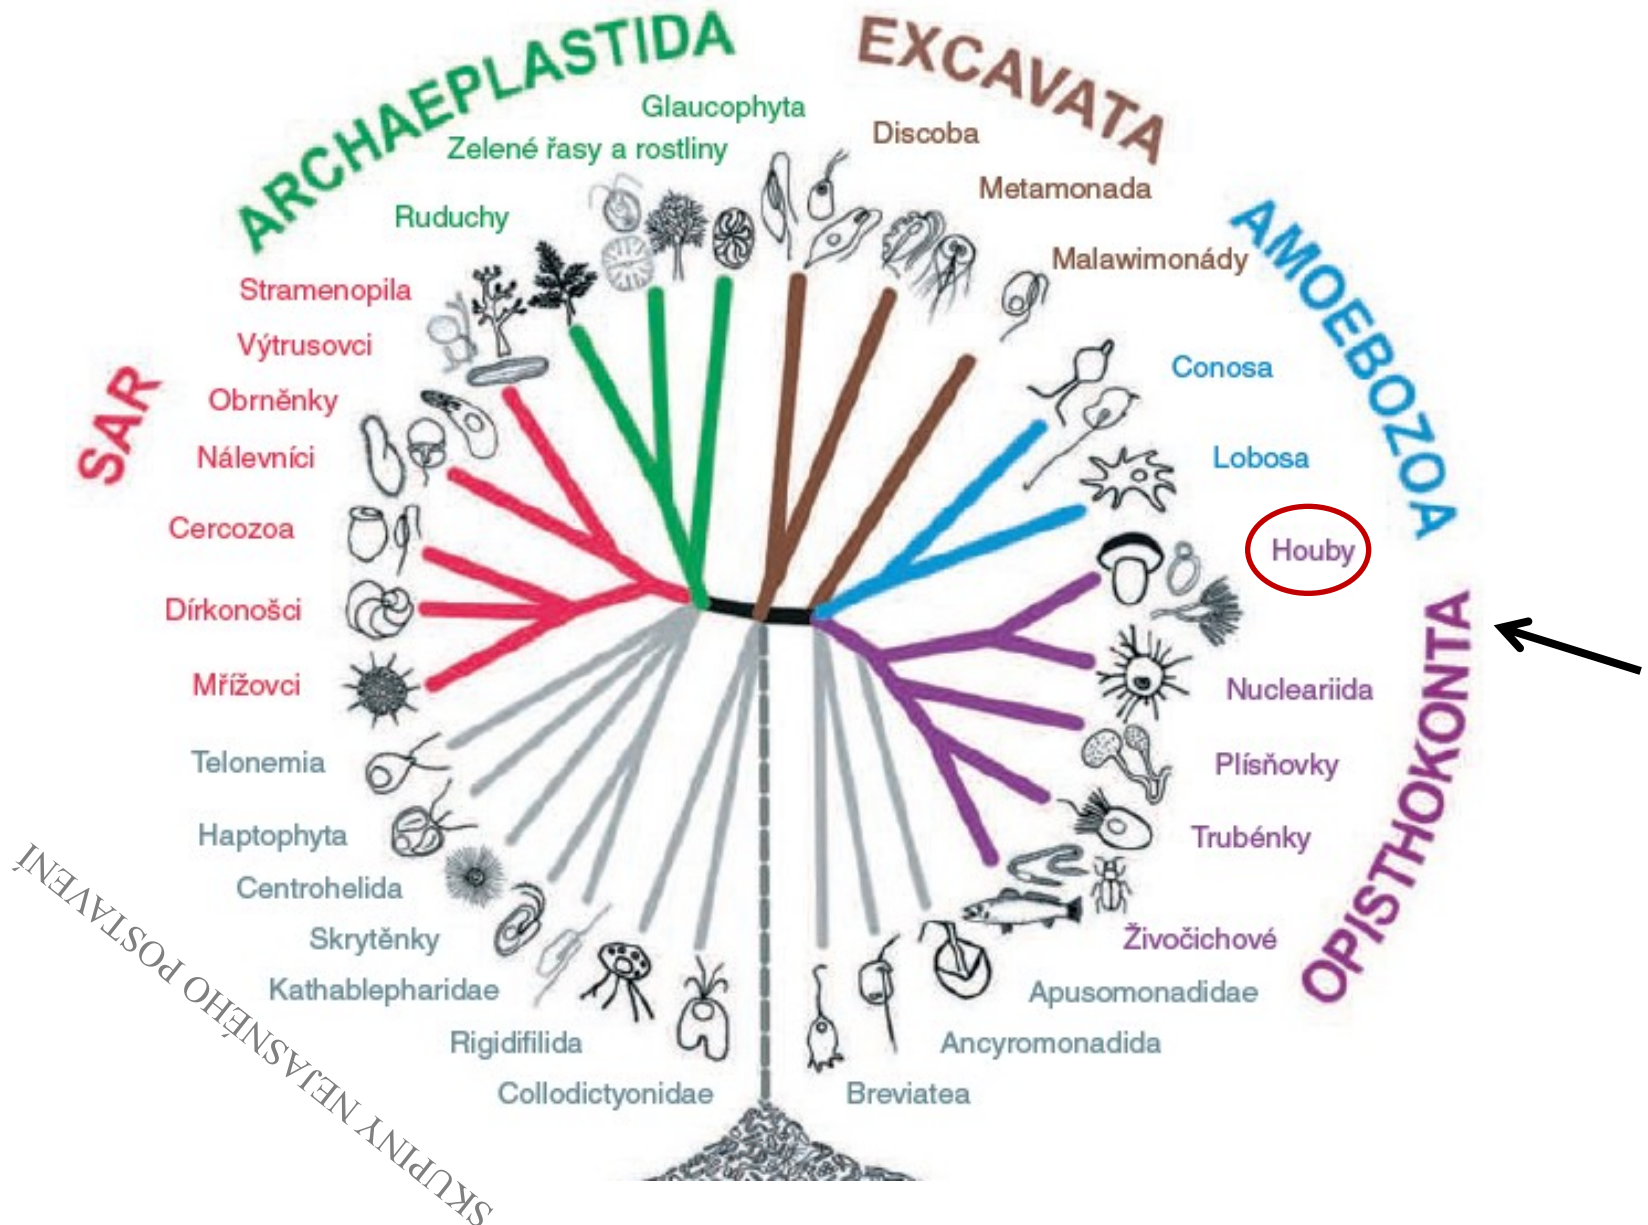 ARCHAEPLASTIDA
EXCAVATA
AMOEBOZOA
OPISTHOKONTA
SAR
Glaucophyta
Zelené řasy a rostliny
Ruduchy
Stramenopila
Výtrusovci
Obrněnky
Nálevníci
Cercozoa
Dírkonošci
Mřížovci
Telonemia
Haptophyta
Centrohelida
Skrytěnky
Kathablepharidae
Rigidifilida
Collodictyonidae
Discoba
Metamonada
Malawimonády
Conosa
Lobosa
Houby
Nucleariida
Plísňovky
Trubénky
Živočichové
Apusomonadidae
Ancyromonadida
Breviatea
SKUPINY NEJASNÉHO POSTAVENÍ